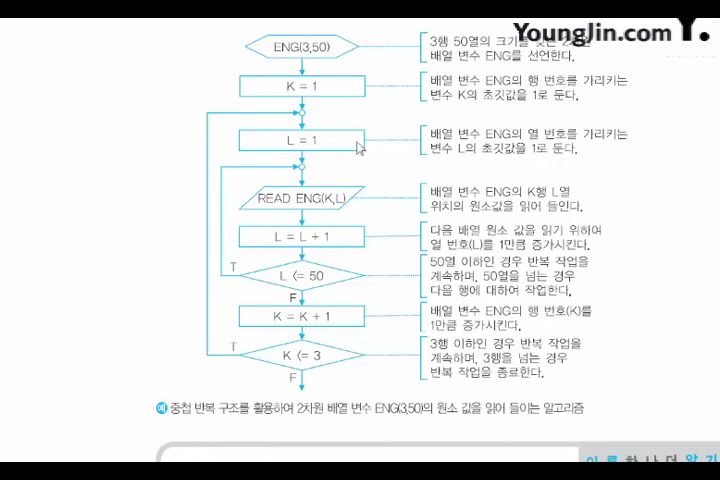 YoungJin.com Y.
ENG(3,50)
3행 50열의 크기를
배열 변수 ENG를 선언한다.
K = 1
배열 변수 ENG의 행 번호를 가리키는
변수 K의 초깃값을 1로 둔다.
L = 1
배열 변수 ENG의 열 번호를 가리키는
변수 L의 초깃값을 1로 둔다.
READ ENG(K,L)
배열 변수 ENG의 K행 L열
위치의 원소값을 읽어 들인다.
L = L + 1
다음 배열 원소 값을 읽기 위하여
열 번호(L)를 1만큼 증가시킨다.
T
L <= 50
F
50열 이하인 경우 반복 작업을
계속하며, 50열을 넘는 경우
다음 행에 대하여 작업한다.
K = K + 1
배열 변수 ENG의 행 번호(K)를
1만큼 증가시킨다.
T
K <= 3
F
3행 이하인 경우 반복 작업을
계속하며, 3행을 넘는 경우
반복 작업을 종료한다.
예 중첩 반복 구조를 활용하여 2차원 배열 변수 ENG(3,50)의 원소 값을 읽어 들이는 알고리즘